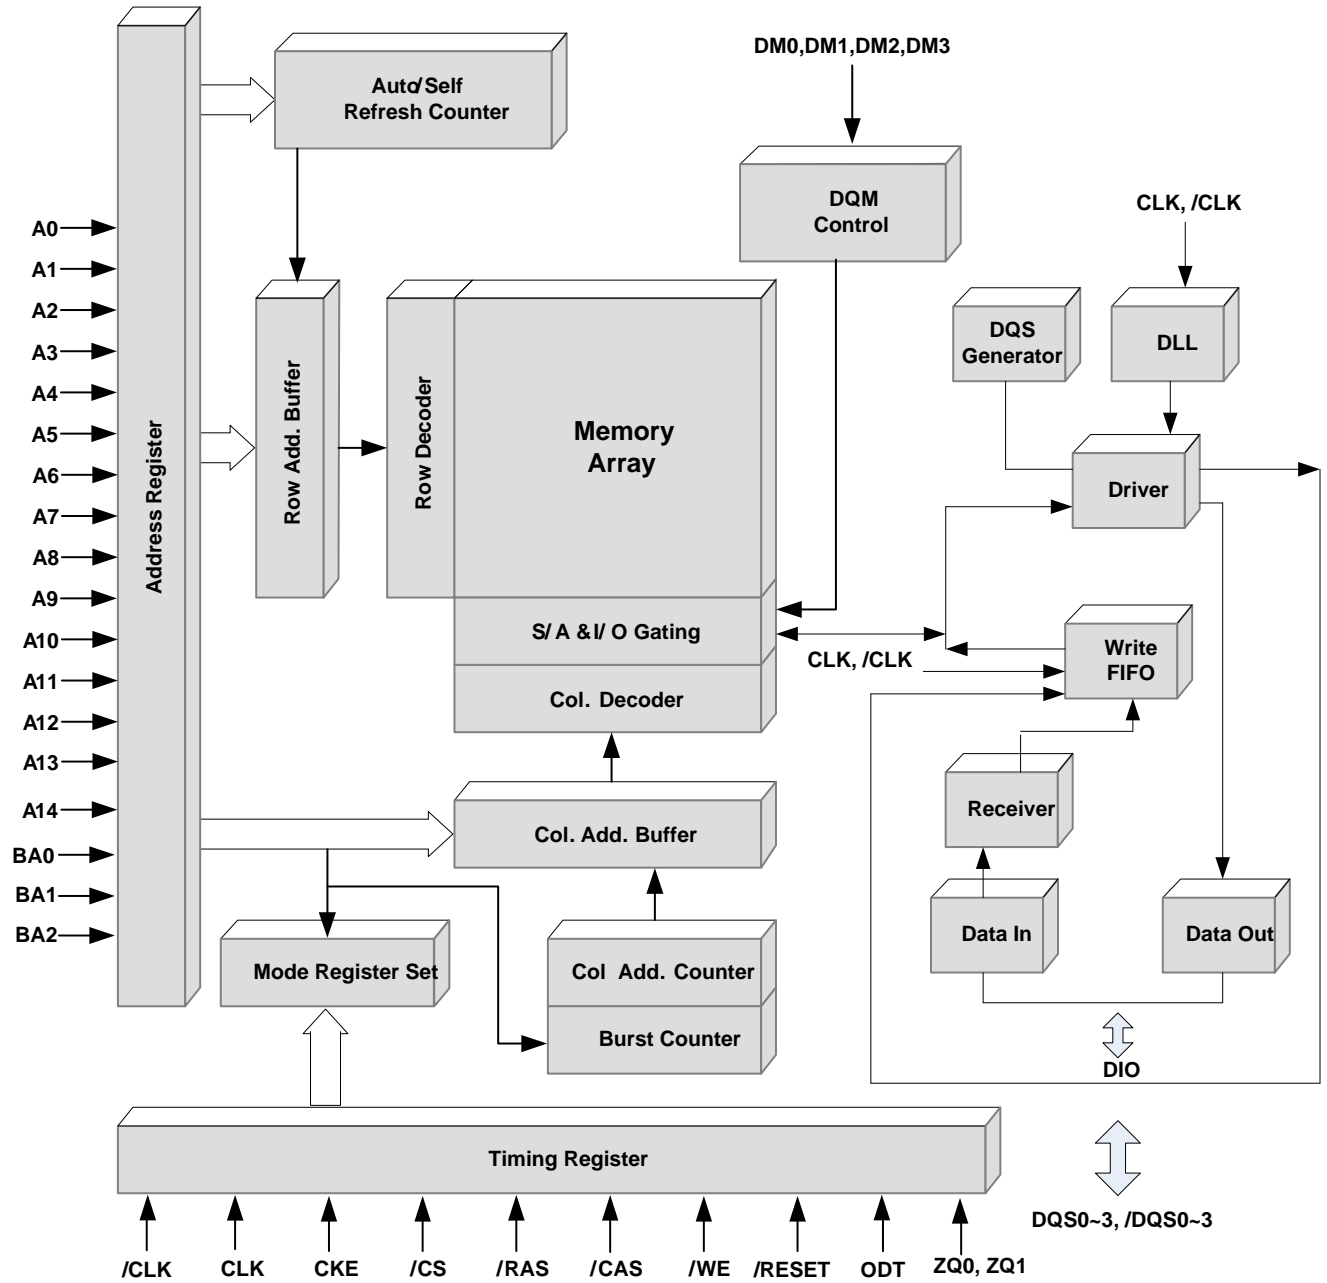 DM0,DM1,DM2,DM3
Auto/Self
Refresh Counter
DQM
Control
CLK, /CLK
A0
A1
A2
A3
A4
A5
A6
A7
A8
A9
A10
A11
A12
A13
A14
BA0
BA1
BA2
Address Register
Row Add. Buffer
Row Decoder
Memory
Array
DQS
Generator
DLL
Driver
S/ A &I/ O Gating
CLK, /CLK
Write
FIFO
Col. Decoder
Receiver
Col. Add. Buffer
Data In
Data Out
Mode Register Set
Col Add. Counter
Burst Counter
DIO
Timing Register
DQS0~3, /DQS0~3
/CLK
CLK
CKE
/CS
/RAS
/CAS
/WE
/RESET
ODT
ZQ0, ZQ1